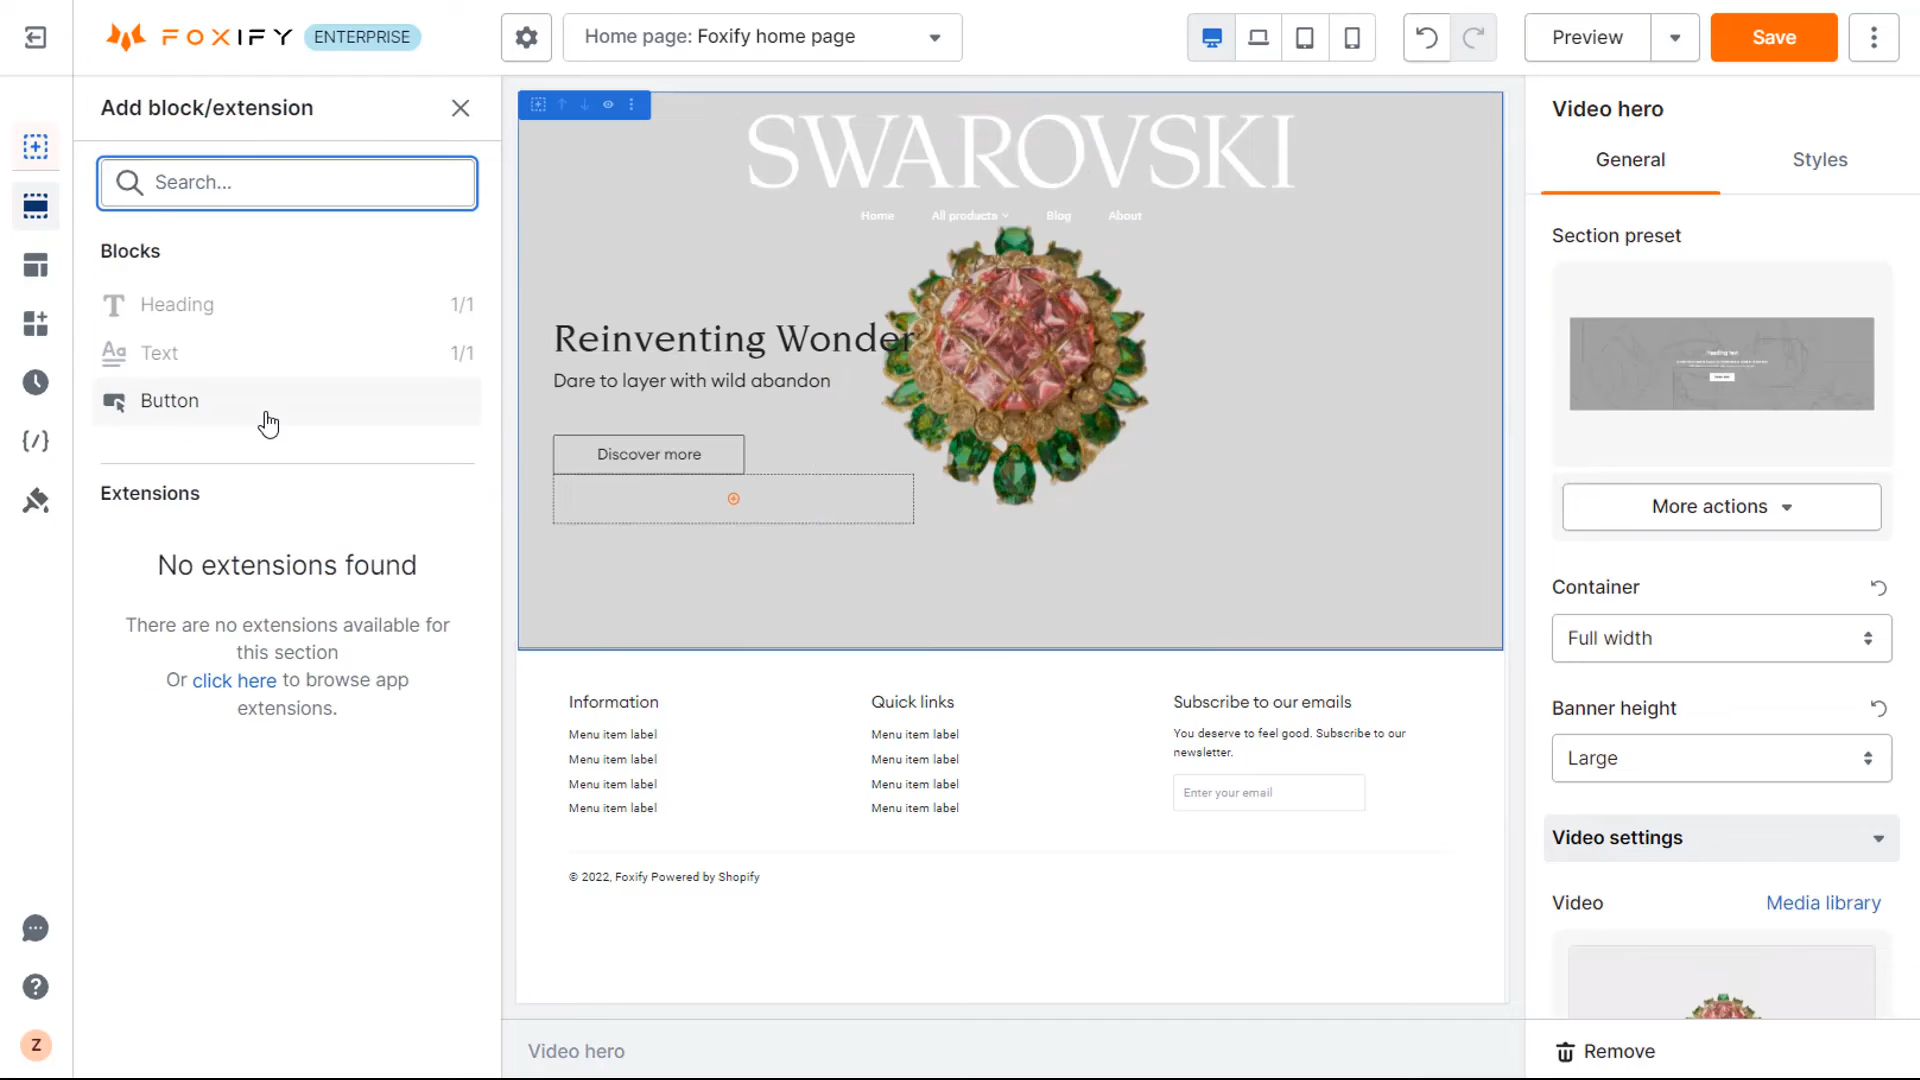 FOXIFY ENTERPRISE
Home page: Foxify home page
Preview
Save
Add block/extension
Search...
Blocks
Heading 1/1
Text 1/1
Button
Extensions
No extensions found
There are no extensions available for
this section
Or click here to browse app
extensions.
Z
SWAROVSKI
Home All products Blog About
Reinventing Wonder
Dare to layer with wild abandon
Discover more
Information
Menu item label
Menu item label
Menu item label
Menu item label
Quick links
Menu item label
Menu item label
Menu item label
Menu item label
Subscribe to our emails
You deserve to feel good. Subscribe to our
newsletter.
Enter your email
© 2022, Foxify Powered by Shopify
Video hero
Video hero
General Styles
Section preset
Heading text
More actions
Container
Full width
Banner height
Large
Video settings
Video Media library
Remove